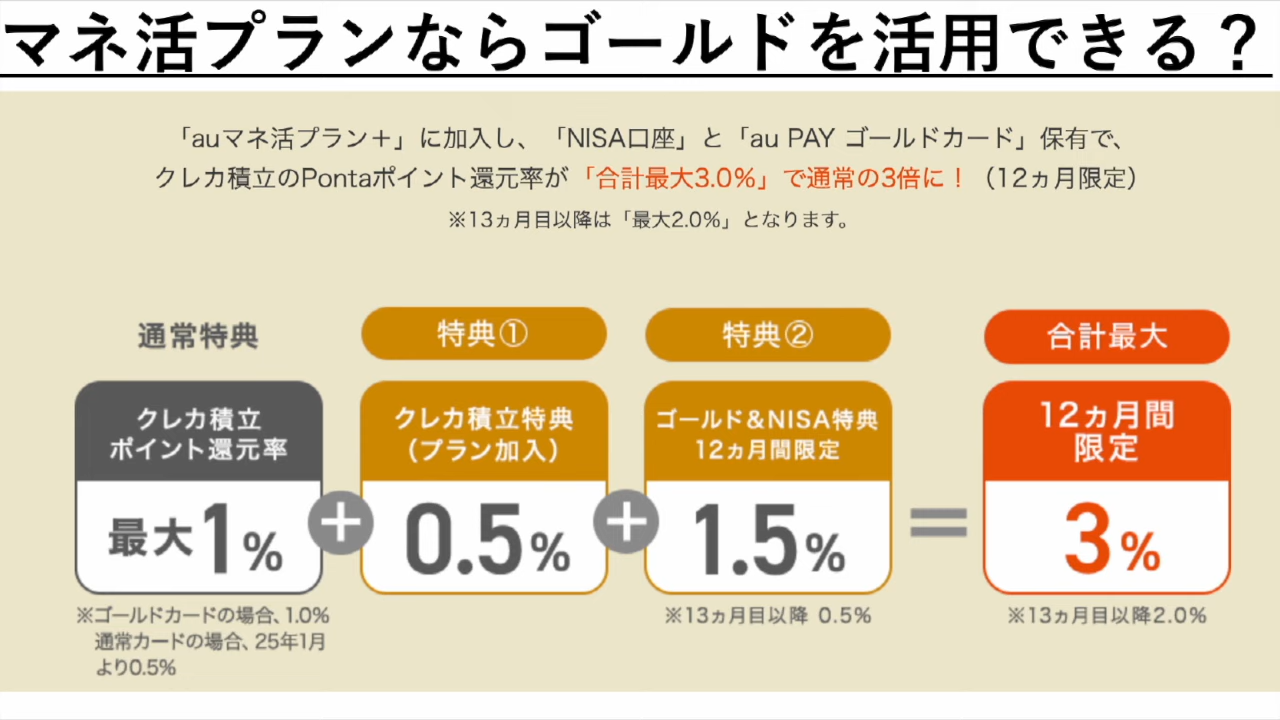 マネ活プランならゴールドを活用できる？
「auマネ活プラン＋」に加入し、「NISA口座」と「au PAY ゴールドカード」保有で、
クレカ積立のPontaポイント還元率が「合計最大3.0%」で通常の3倍に！（12ヵ月限定）
※13ヵ月目以降は「最大2.0%」となります。
通常特典
クレカ積立
ポイント還元率
最大1%
※ゴールドカードの場合、1.0%
通常カードの場合、25年1月
より0.5%
+
特典①
クレカ積立特典
（プラン加入）
0.5%
+
特典②
ゴールド＆NISA特典
12ヵ月間限定
1.5%
※13ヵ月目以降 0.5%
=
合計最大
12ヵ月間
限定
3%
※13ヵ月目以降2.0%